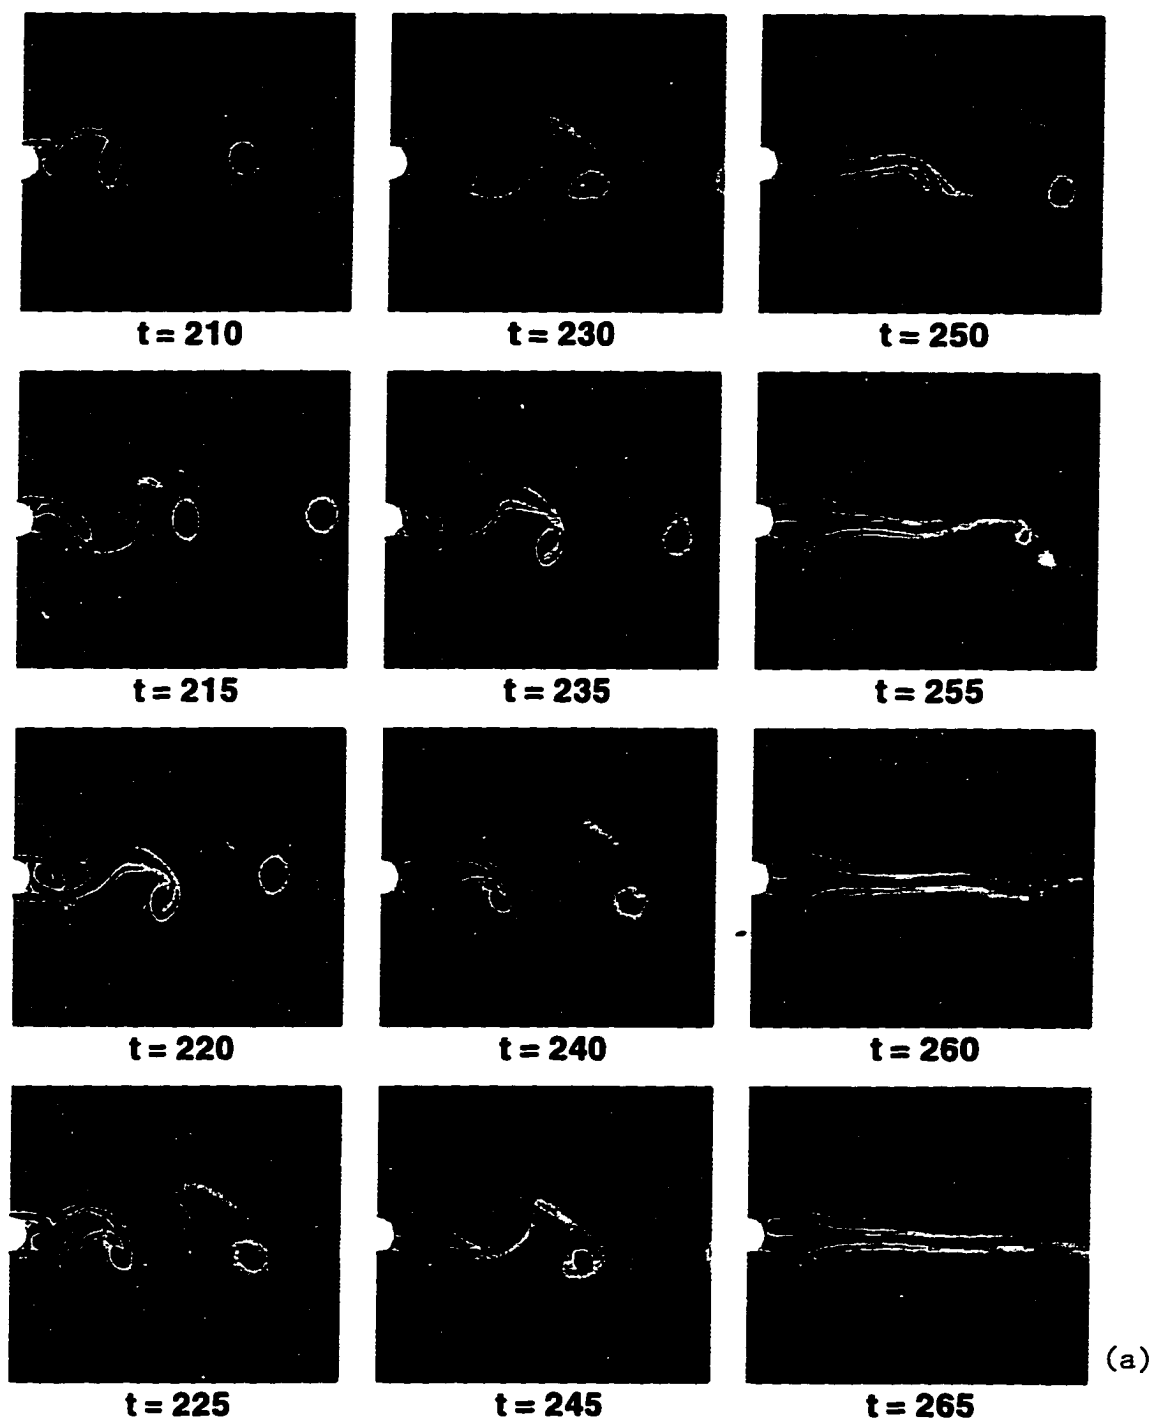 t = 210
t = 230
t = 250
t = 215
t = 235
t = 255
t = 220
t = 240
t = 260
(a)
t = 225
t = 245
t = 265